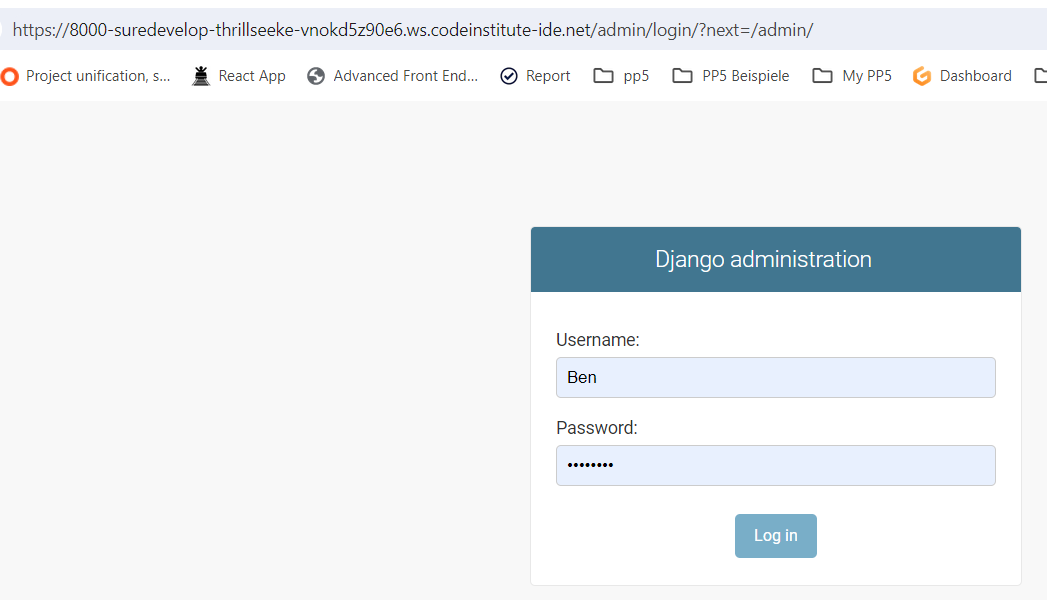 https://8000-suredevelop-thrillseeke-vnokd5z90e6.ws.codeinstitute-ide.net/admin/login/?next=/admin/
Project unification, s... React App Advanced Front End... Report pp5 PP5 Beispiele My PP5 Dashboard
Django administration
Username:
Ben
Password:
••••••••
Log in